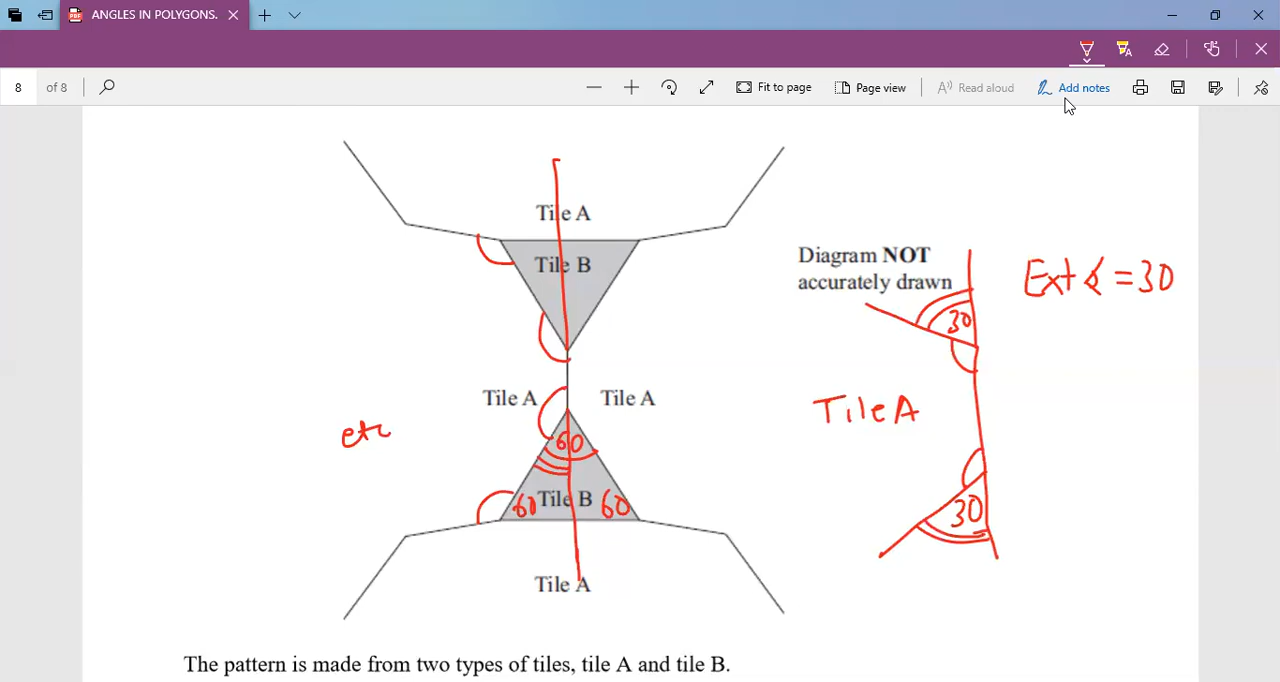 ANGLES IN POLYGONS.
8 of 8
Fit to page
Page view
Read aloud
Add notes
Tile A
Tile B
Diagram NOT
accurately drawn
Ext ∢ = 30
30
Tile A Tile A
Tile A
etc
60
60 Tile B 60
30
Tile A
The pattern is made from two types of tiles, tile A and tile B.